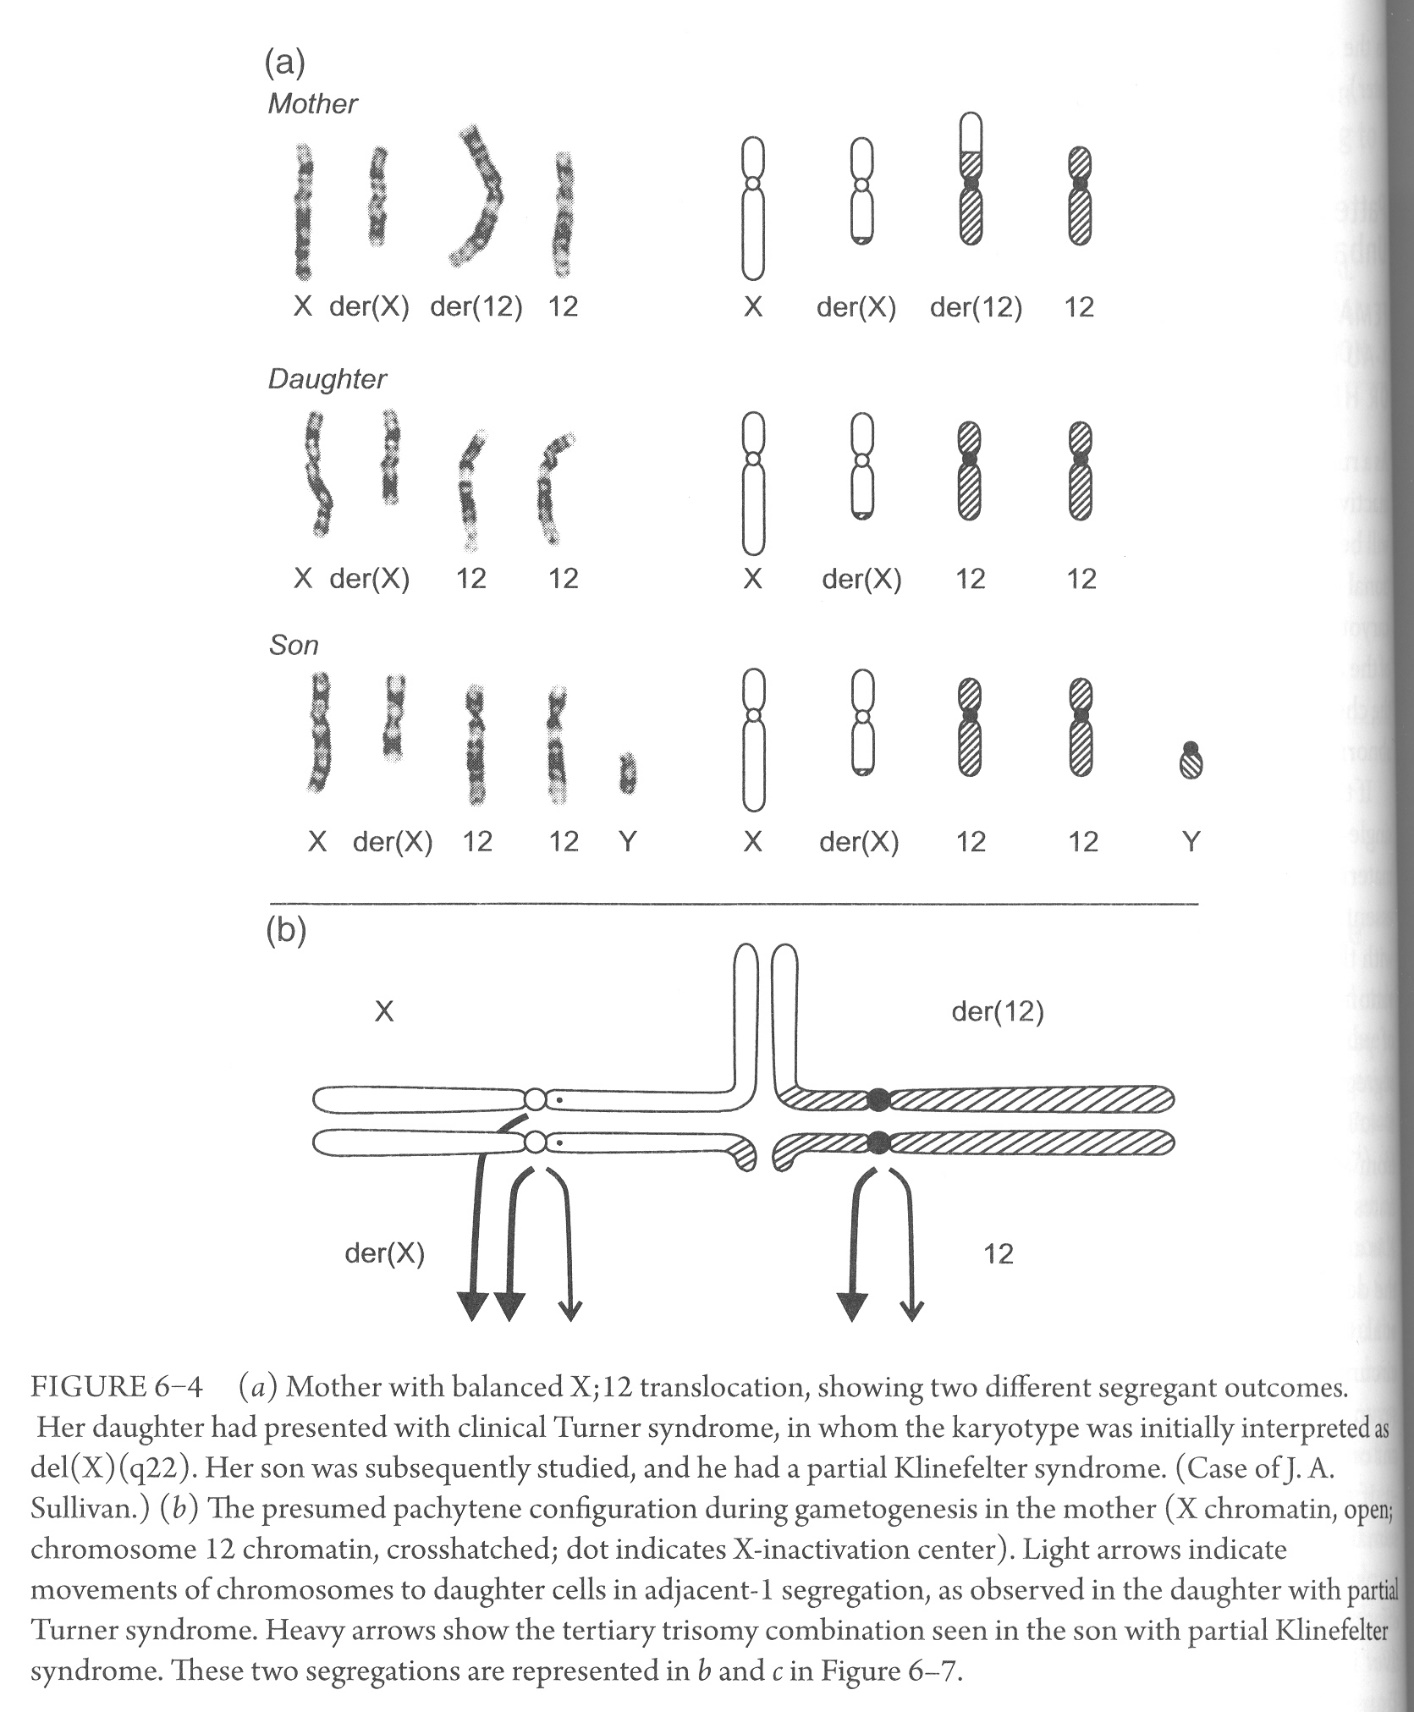 (a)
Mother
X der(X) der(12) 12
X der(X) der(12) 12
Daughter
X der(X) 12 12
X der(X) 12 12
Son
X der(X) 12 12 Y
X der(X) 12 12 Y
(b)
X
der(12)
der(X)
12
FIGURE 6–4 (a) Mother with balanced X;12 translocation, showing two different segregant outcomes.
Her daughter had presented with clinical Turner syndrome, in whom the karyotype was initially interpreted as
del(X)(q22). Her son was subsequently studied, and he had a partial Klinefelter syndrome. (Case of J. A.
Sullivan.) (b) The presumed pachytene configuration during gametogenesis in the mother (X chromatin, open;
chromosome 12 chromatin, crosshatched; dot indicates X-inactivation center). Light arrows indicate
movements of chromosomes to daughter cells in adjacent-1 segregation, as observed in the daughter with partial
Turner syndrome. Heavy arrows show the tertiary trisomy combination seen in the son with partial Klinefelter
syndrome. These two segregations are represented in b and c in Figure 6–7.